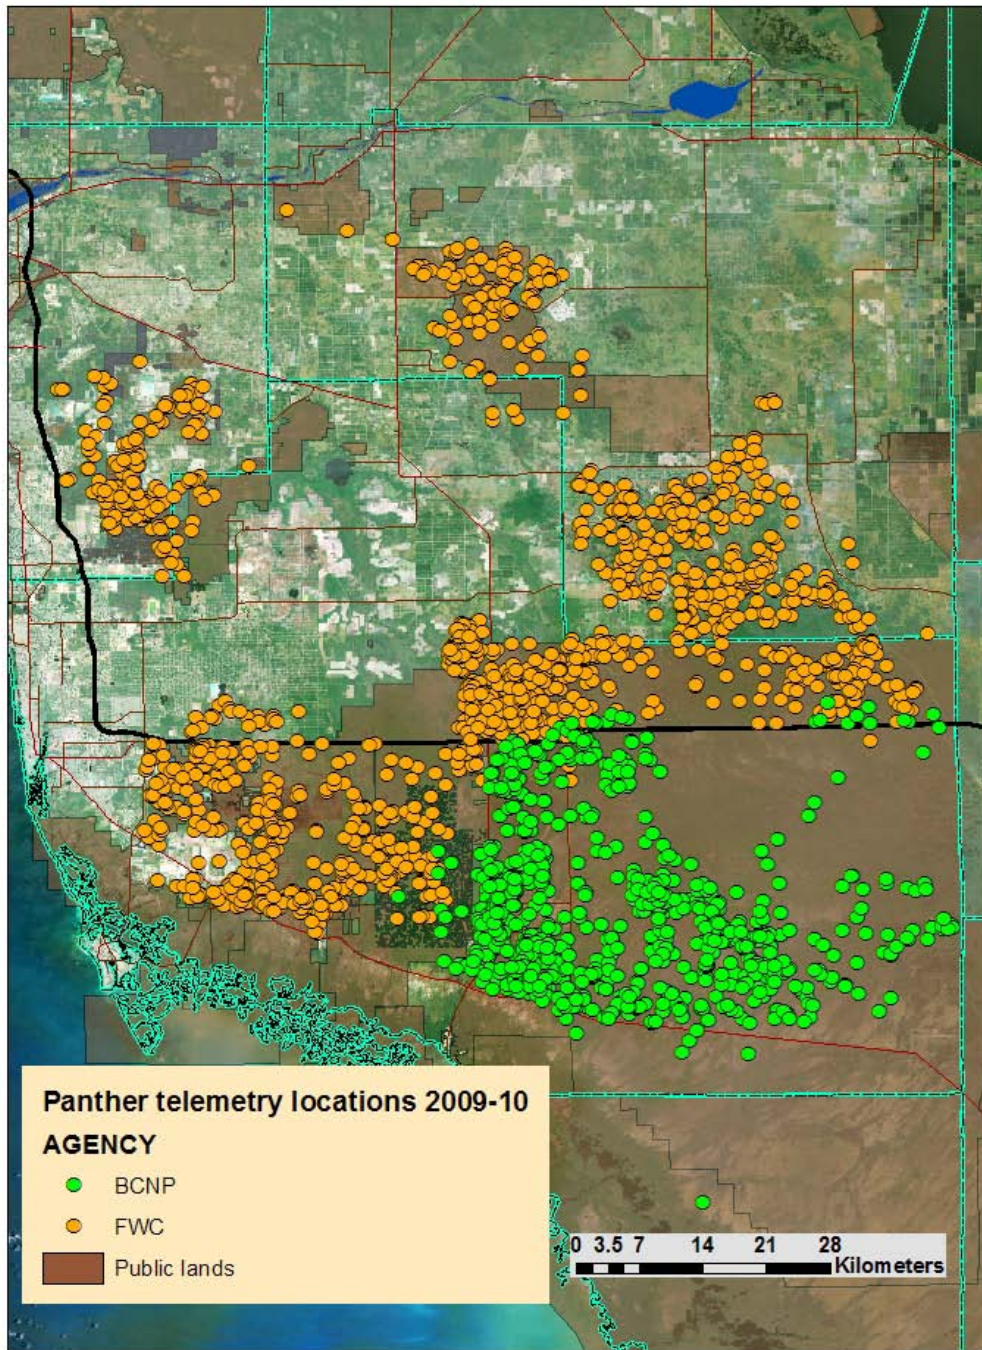 Panther telemetry locations 2009-10
AGENCY
BCNP
FWC
Public lands
0 3.5 7 14 21 28
Kilometers